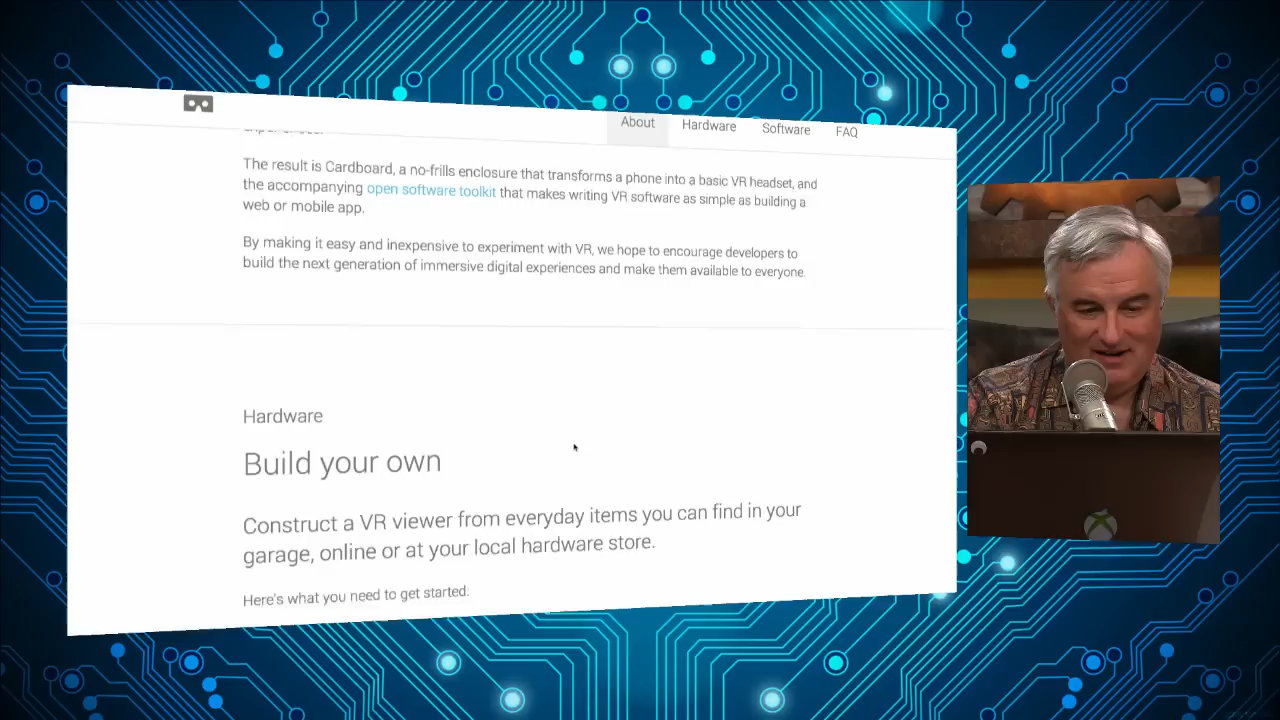 About Hardware Software FAQ
The result is Cardboard, a no-frills enclosure that transforms a phone into a basic VR headset, and
the accompanying open software toolkit that makes writing VR software as simple as building a
web or mobile app.
By making it easy and inexpensive to experiment with VR, we hope to encourage developers to
build the next generation of immersive digital experiences and make them available to everyone.
Hardware
Build your own
Construct a VR viewer from everyday items you can find in your
garage, online or at your local hardware store.
Here's what you need to get started: